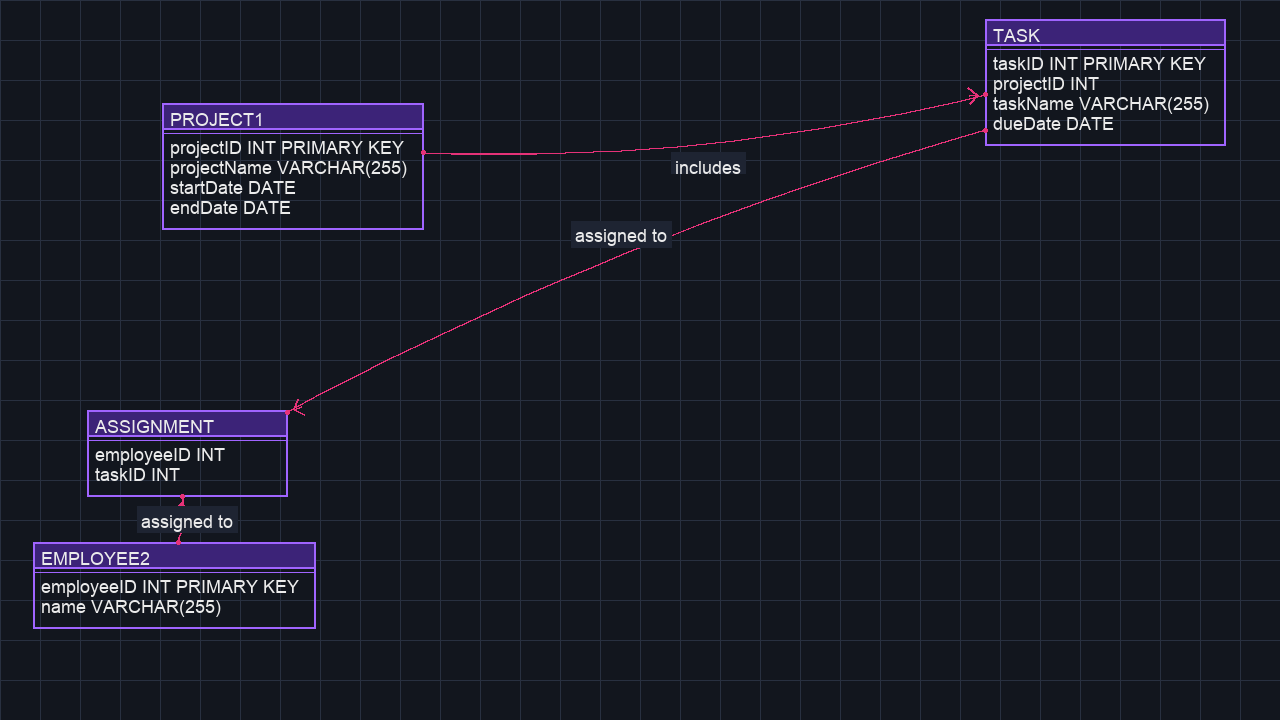 TASK
taskID INT PRIMARY KEY
projectID INT
taskName VARCHAR(255)
dueDate DATE
PROJECT1
projectID INT PRIMARY KEY
projectName VARCHAR(255)
startDate DATE
endDate DATE
includes
assigned to
ASSIGNMENT
employeeID INT
taskID INT
assigned to
EMPLOYEE2
employeeID INT PRIMARY KEY
name VARCHAR(255)